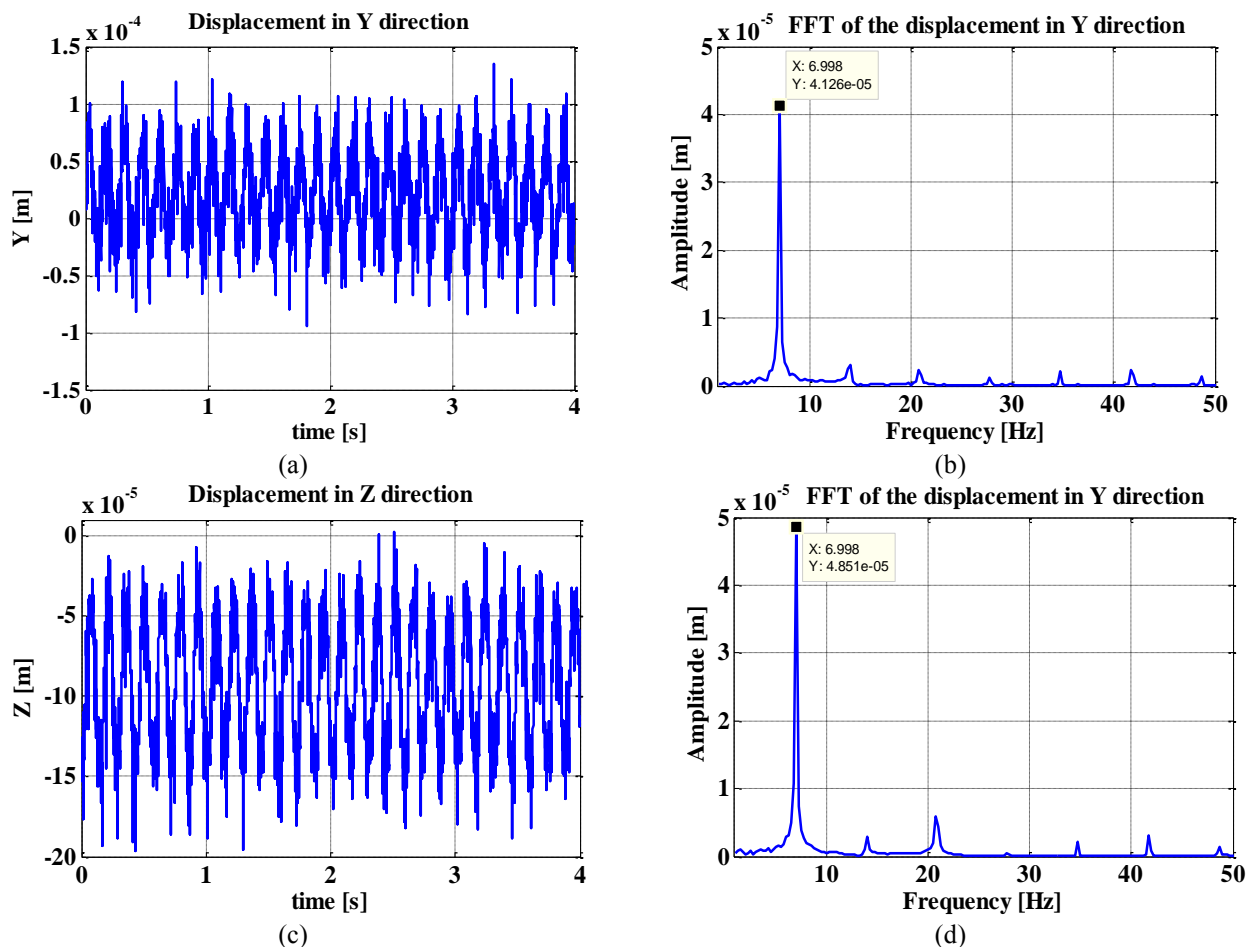 x 10^-4
Displacement in Y direction
1.5
1
0.5
0
-0.5
-1
-1.5
Y [m]
0 1 2 3 4
time [s]
(a)
x 10^-5
FFT of the displacement in Y direction
5
4
3
2
1
0
Amplitude [m]
X: 6.998
Y: 4.126e-05
10 20 30 40 50
Frequency [Hz]
(b)
x 10^-5
Displacement in Z direction
0
-5
-10
-15
-20
Z [m]
0 1 2 3 4
time [s]
(c)
x 10^-5
FFT of the displacement in Y direction
5
4
3
2
1
0
Amplitude [m]
X: 6.998
Y: 4.851e-05
10 20 30 40 50
Frequency [Hz]
(d)